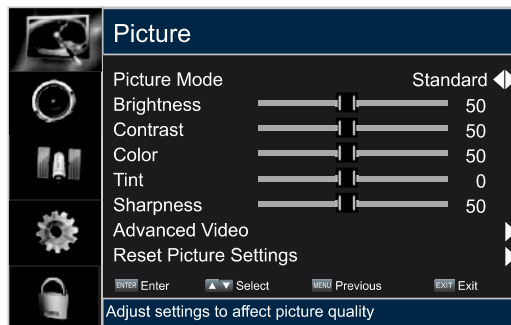 Picture
Picture Mode Standard
Brightness 50
Contrast 50
Color 50
Tint 0
Sharpness 50
Advanced Video
Reset Picture Settings
ENTER Enter Select MENU Previous EXIT Exit
Adjust settings to affect picture quality